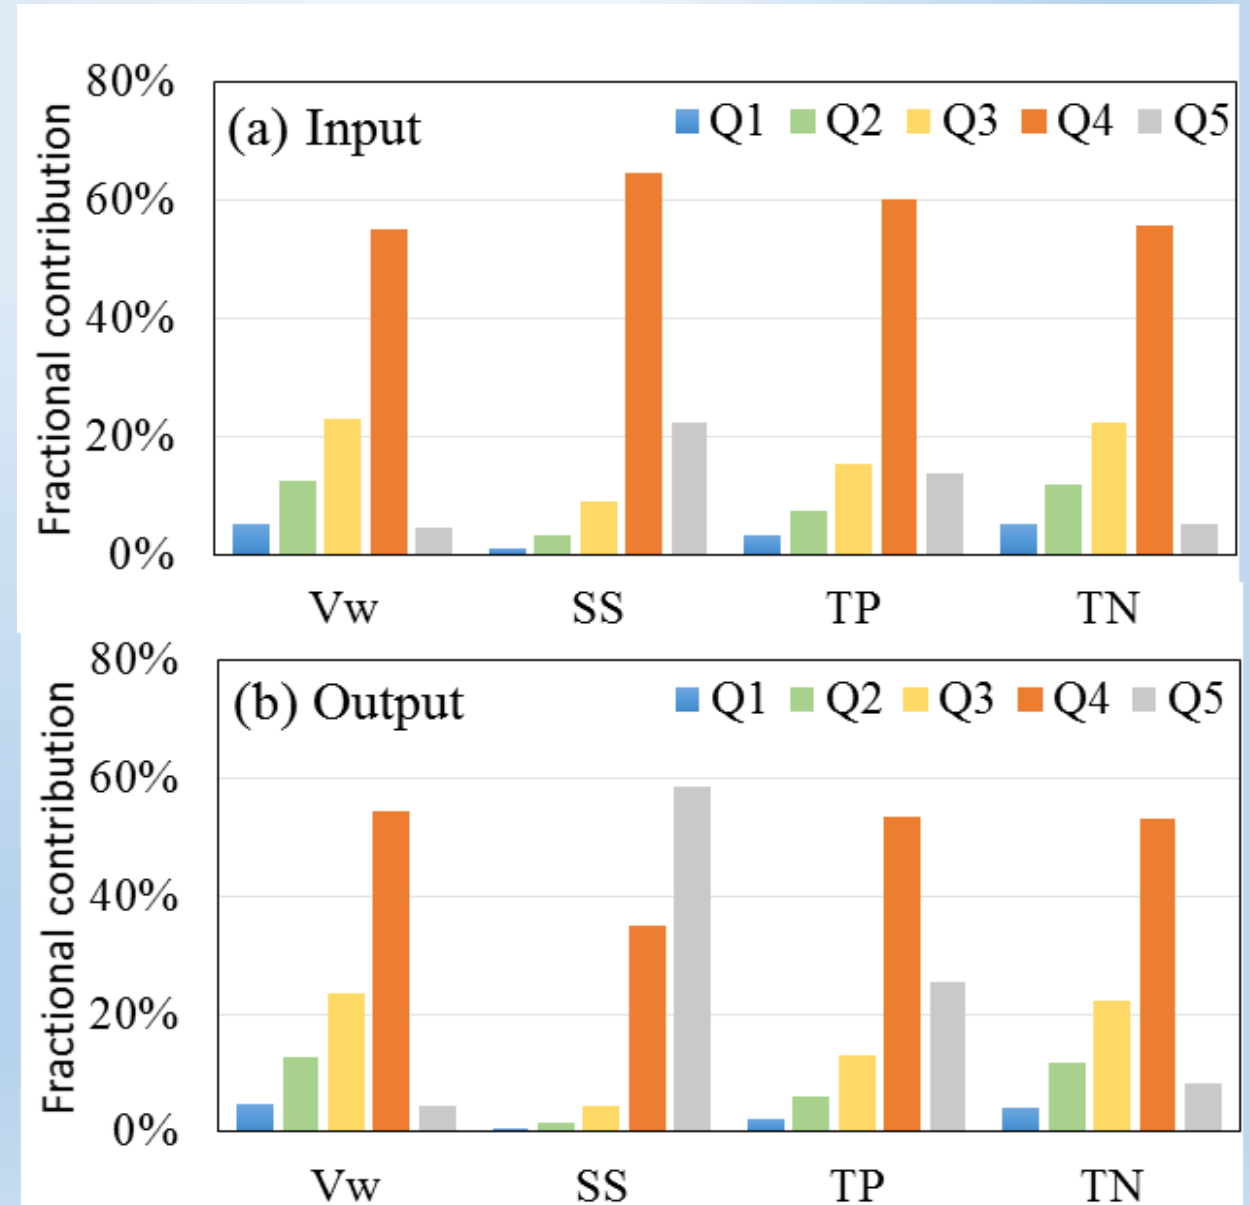 80%
(a) Input
Q1 Q2 Q3 Q4 Q5
60%
40%
20%
0%
Fractional contribution
Vw SS TP TN
80%
(b) Output
Q1 Q2 Q3 Q4 Q5
60%
40%
20%
0%
Fractional contribution
Vw SS TP TN